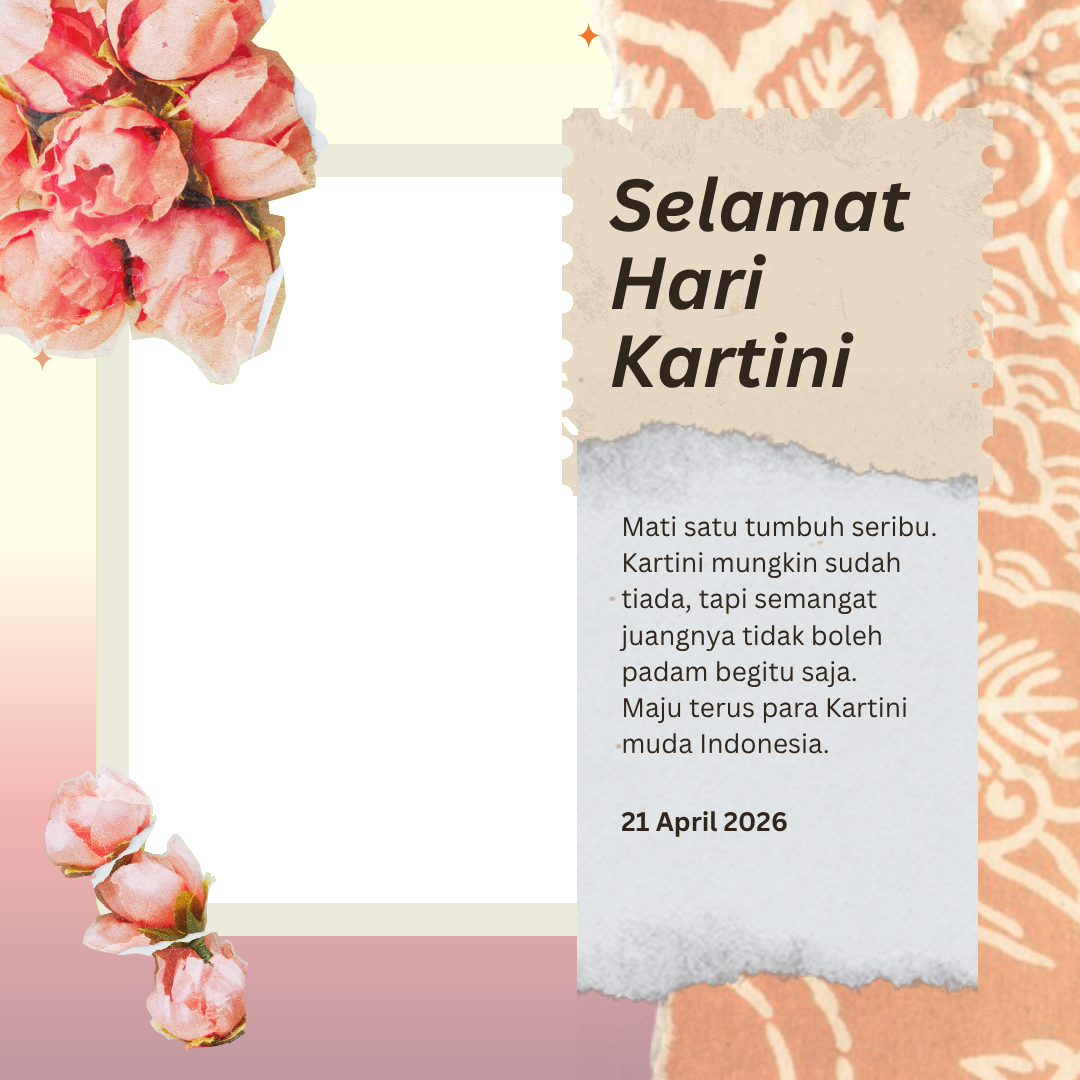 Selamat
Hari
Kartini
Mati satu tumbuh seribu.
Kartini mungkin sudah
tiada, tapi semangat
juangnya tidak boleh
padam begitu saja.
Maju terus para Kartini
muda Indonesia.
21 April 2026